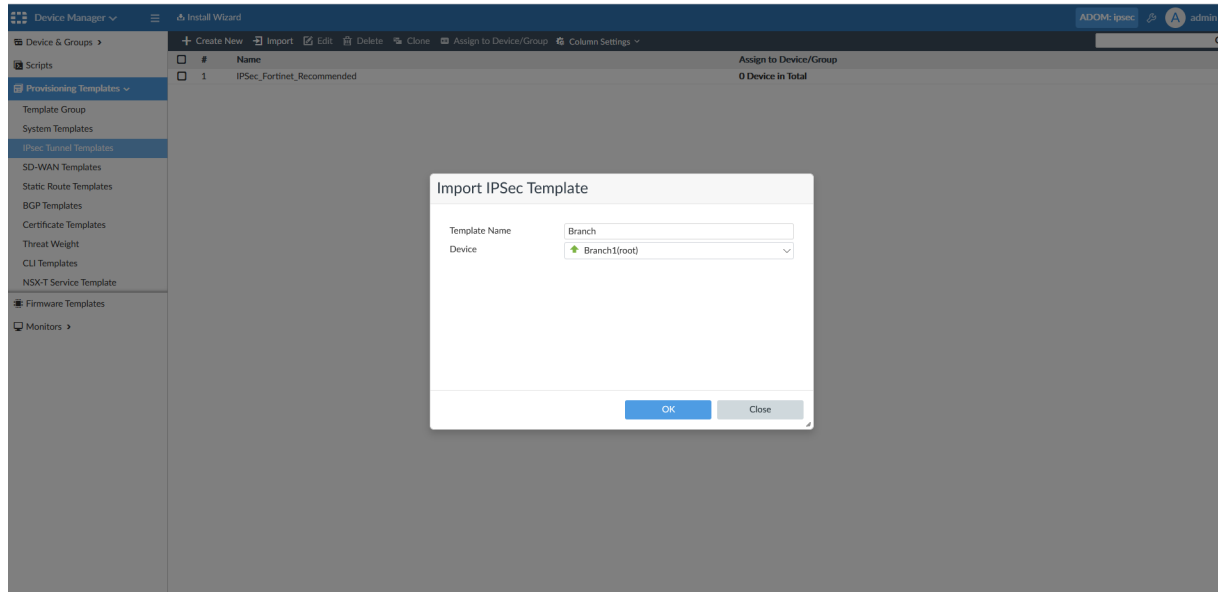 Device Manager Install Wizard ADOM: ipsec A admin
Device & Groups Create New Import Edit Delete Clone Assign to Device/Group Column Settings
Scripts # Name Assign to Device/Group
1 IPSec_Fortinet_Recommended 0 Device in Total
Provisioning Templates
Template Group
System Templates
IPsec Tunnel Templates
SD-WAN Templates
Static Route Templates
BGP Templates
Certificate Templates
Threat Weight
CLI Templates
NSX-T Service Template
Firmware Templates
Monitors
Import IPSec Template
Template Name Branch
Device Branch1(root)
OK Close